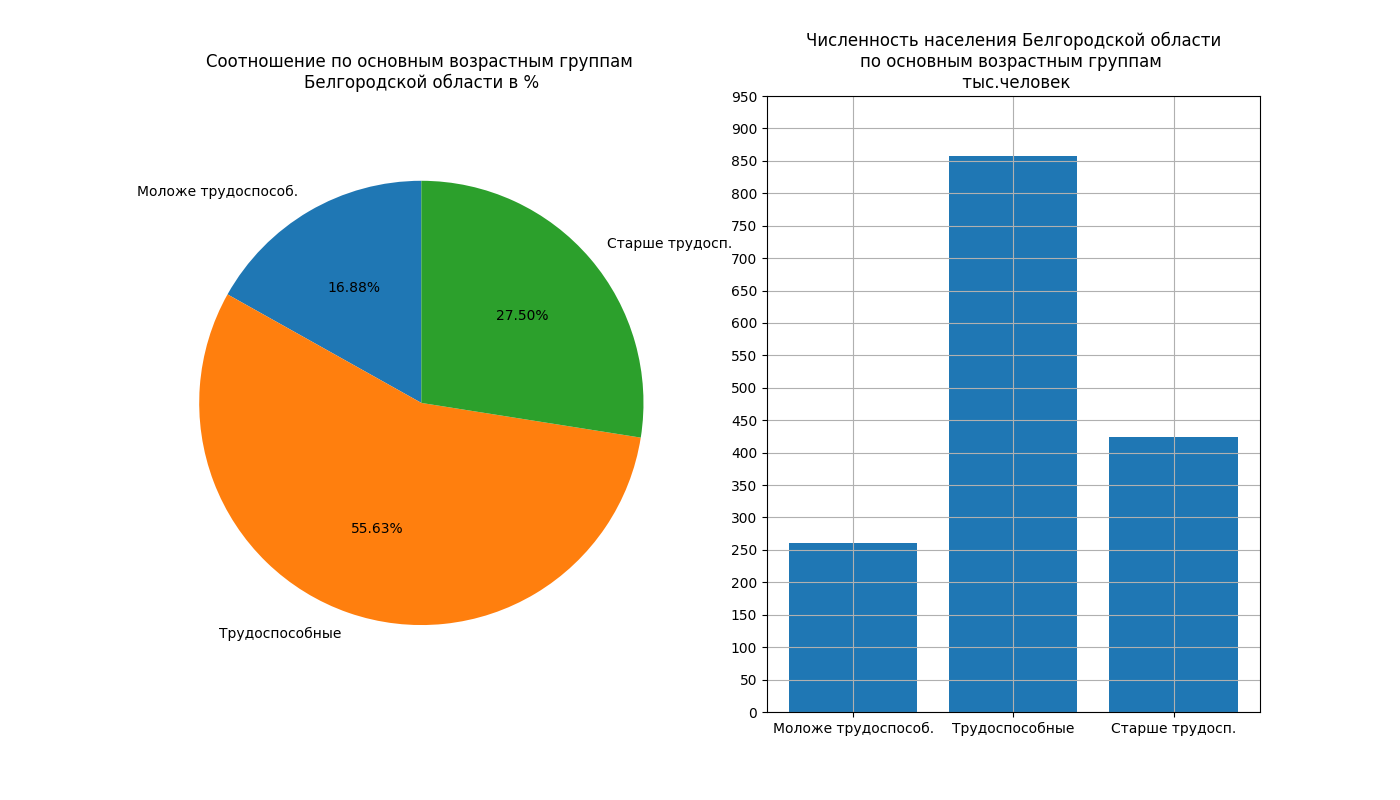 Соотношение по основным возрастным группам
Белгородской области в %
Моложе трудоспособ.
Старше трудосп.
16.88%
27.50%
55.63%
Трудоспособные
Численность населения Белгородской области
по основным возрастным группам
тыс.человек
950
900
850
800
750
700
650
600
550
500
450
400
350
300
250
200
150
100
50
0
Моложе трудоспособ. Трудоспособные Старше трудосп.